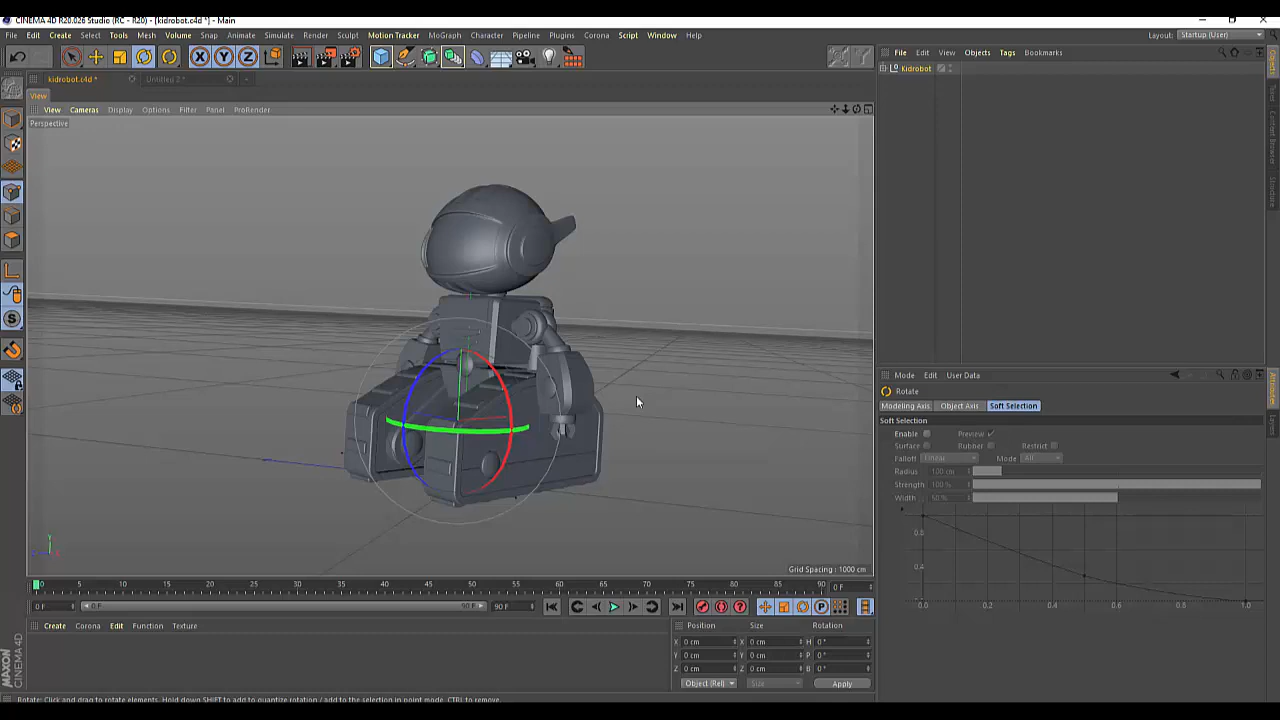 CINEMA 4D R20.026 Studio (RC - R20) - [kidrobot.c4d *] - Main
File Edit Create Select Tools Mesh Volume Snap Animate Simulate Render Sculpt Motion Tracker MoGraph Character Pipeline Plugins Corona Script Window Help
Layout: Startup (User)
File Edit View Objects Tags Bookmarks
Kidrobot
kidrobot.c4d *
Untitled 2 *
View
View Cameras Display Options Filter Panel ProRender
Perspective
X Y Z
Objects
Takes
Content Browser
Structure
Grid Spacing : 1000 cm
Mode Edit User Data
Rotate
Modeling Axis Object Axis Soft Selection
Soft Selection
Enable Preview
Surface Rubber Restrict
Falloff Linear Mode All
Radius 100 cm
Strength 100 %
Width 50 %
0.8
0.4
0.0 0.2 0.4 0.6 0.8 1.0
Attributes
Layers
0 5 10 15 20 25 30 35 40 45 50 55 60 65 70 75 80 85 90 0 F
0 F 0 F 90 F 90 F
Create Corona Edit Function Texture
Position Size Rotation
X 0 cm X 0 cm H 0 °
Y 0 cm Y 0 cm P 0 °
Z 0 cm Z 0 cm B 0 °
Object (Rel) Size Apply
MAXON CINEMA 4D
Rotate: Click and drag to rotate elements. Hold down SHIFT to add to quantize rotation / add to the selection in point mode, CTRL to remove.